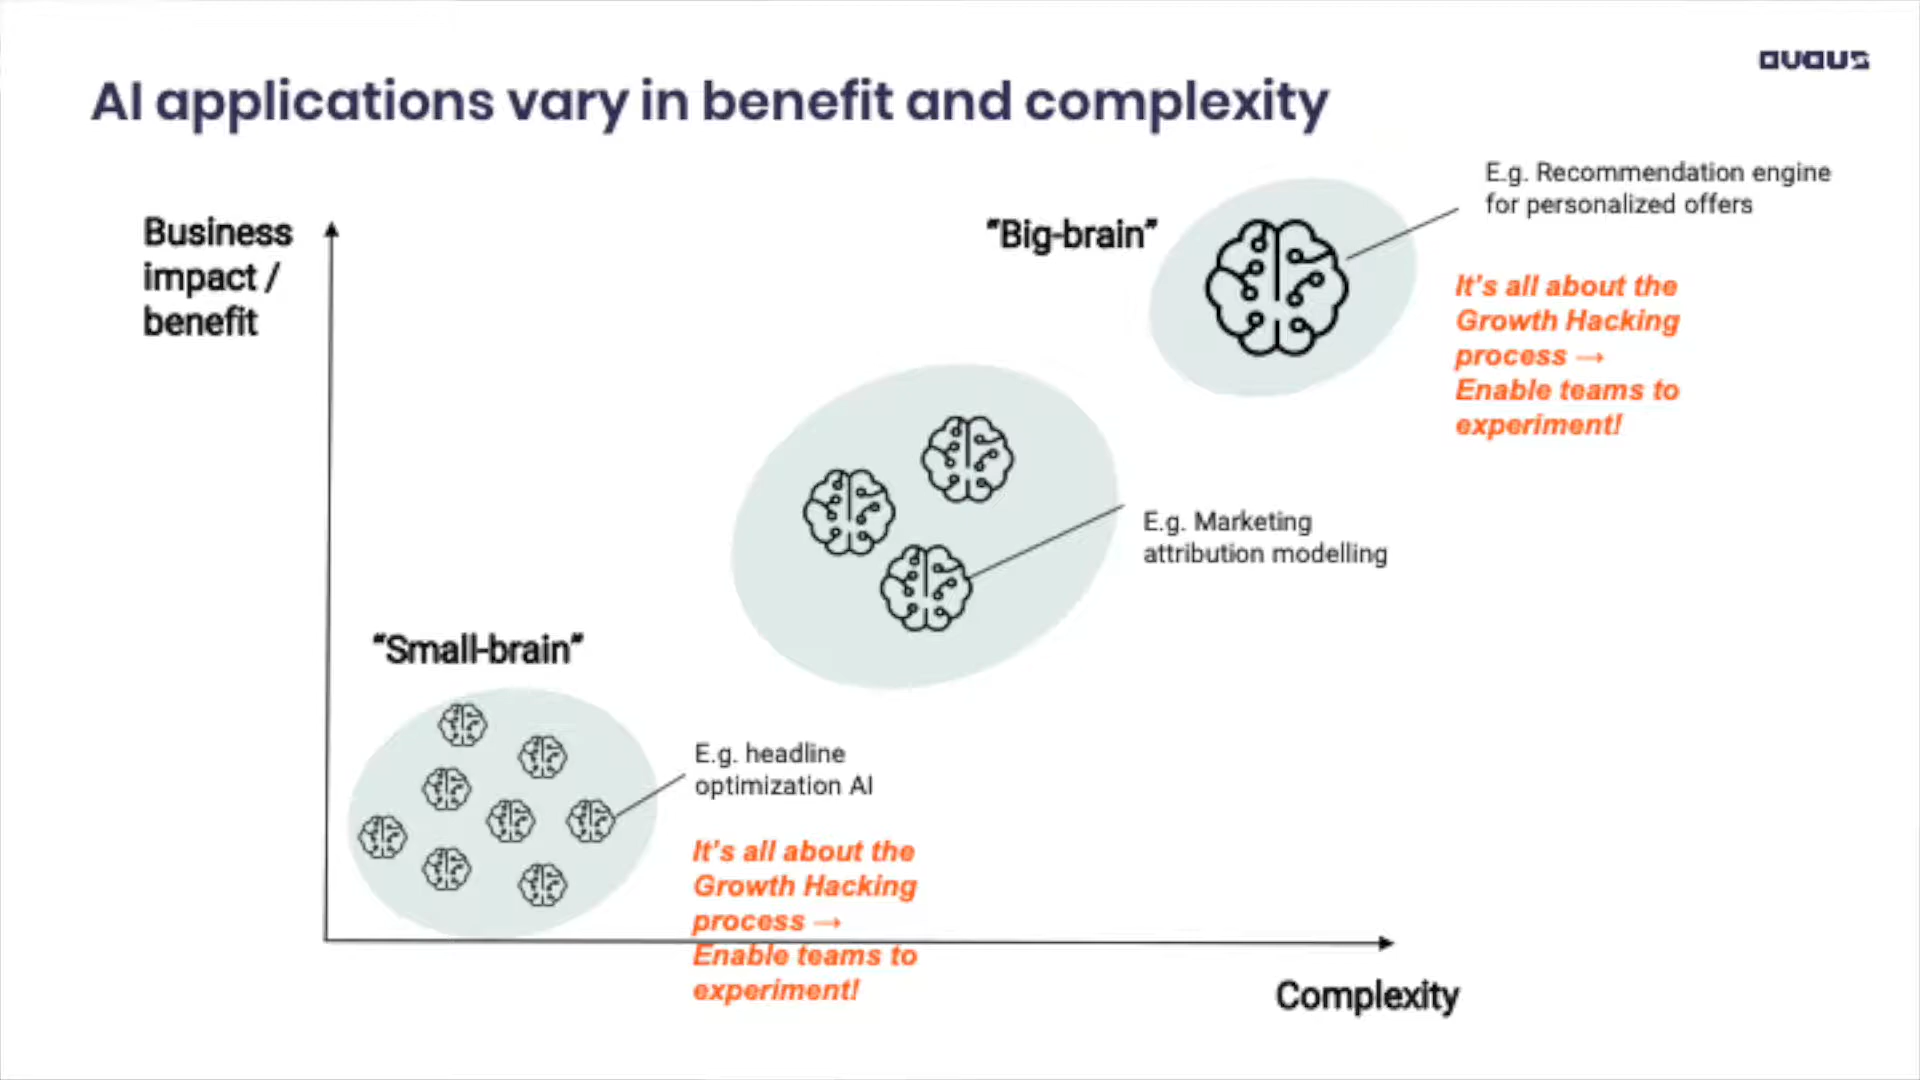 avaus
AI applications vary in benefit and complexity
E.g. Recommendation engine
for personalized offers
Business
impact /
benefit
“Big-brain”
It’s all about the
Growth Hacking
process →
Enable teams to
experiment!
E.g. Marketing
attribution modelling
“Small-brain”
E.g. headline
optimization AI
It’s all about the
Growth Hacking
process →
Enable teams to
experiment!
Complexity